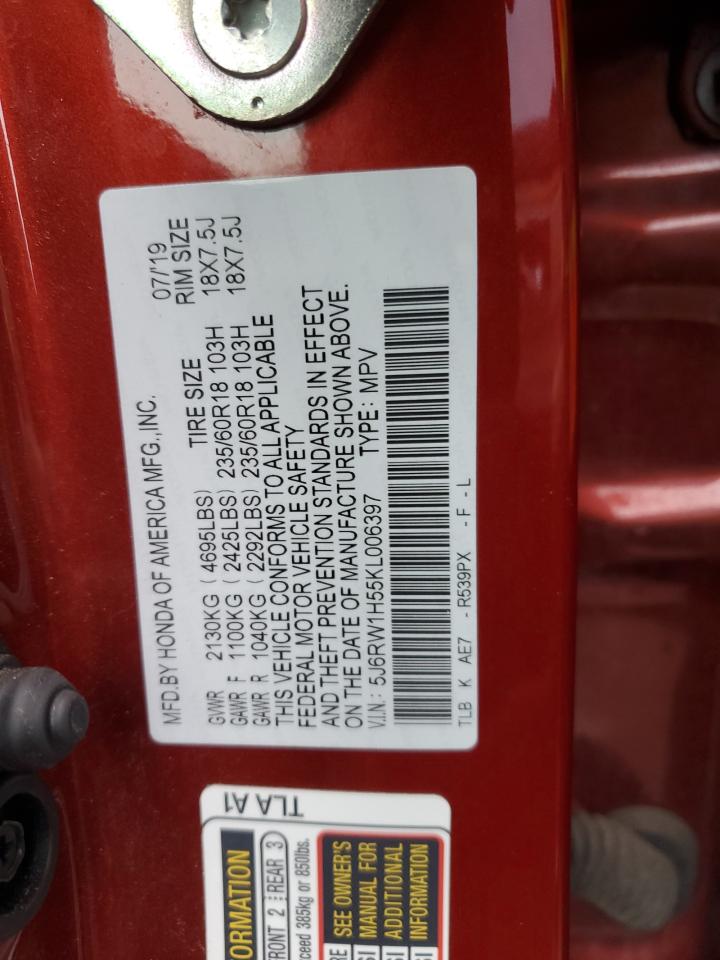 MFD.BY HONDA OF AMERICA MFG.,INC. 07/'19
TIRE SIZE RIM SIZE
GVWR 2130KG ( 4695LBS)
GAWR F 1100KG ( 2425LBS) 235/60R18 103H 18X7.5J
GAWR R 1040KG ( 2292LBS) 235/60R18 103H 18X7.5J
THIS VEHICLE CONFORMS TO ALL APPLICABLE
FEDERAL MOTOR VEHICLE SAFETY
AND THEFT PREVENTION STANDARDS IN EFFECT
ON THE DATE OF MANUFACTURE SHOWN ABOVE.
V.I.N.: 5J6RW1H55KL006397 TYPE: MPV
TLB K AE7 - R539PX - F - L
TLA A1
FRONT 2 REAR 3
385kg or 850lbs.
SEE OWNER'S
MANUAL FOR
ADDITIONAL
INFORMATION